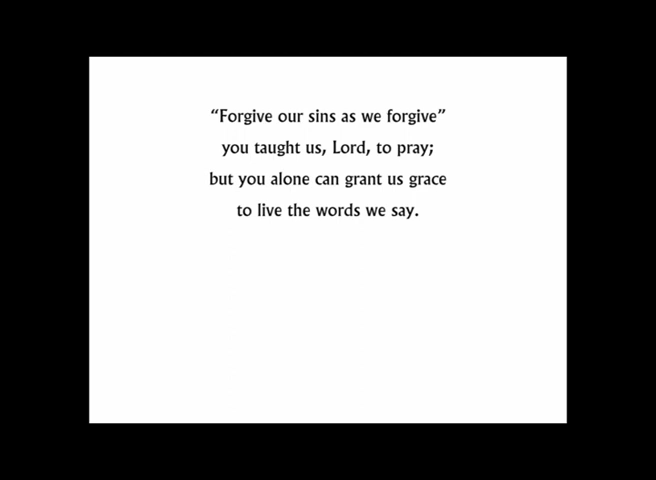 “Forgive our sins as we forgive”
you taught us, Lord, to pray;
but you alone can grant us grace
to live the words we say.